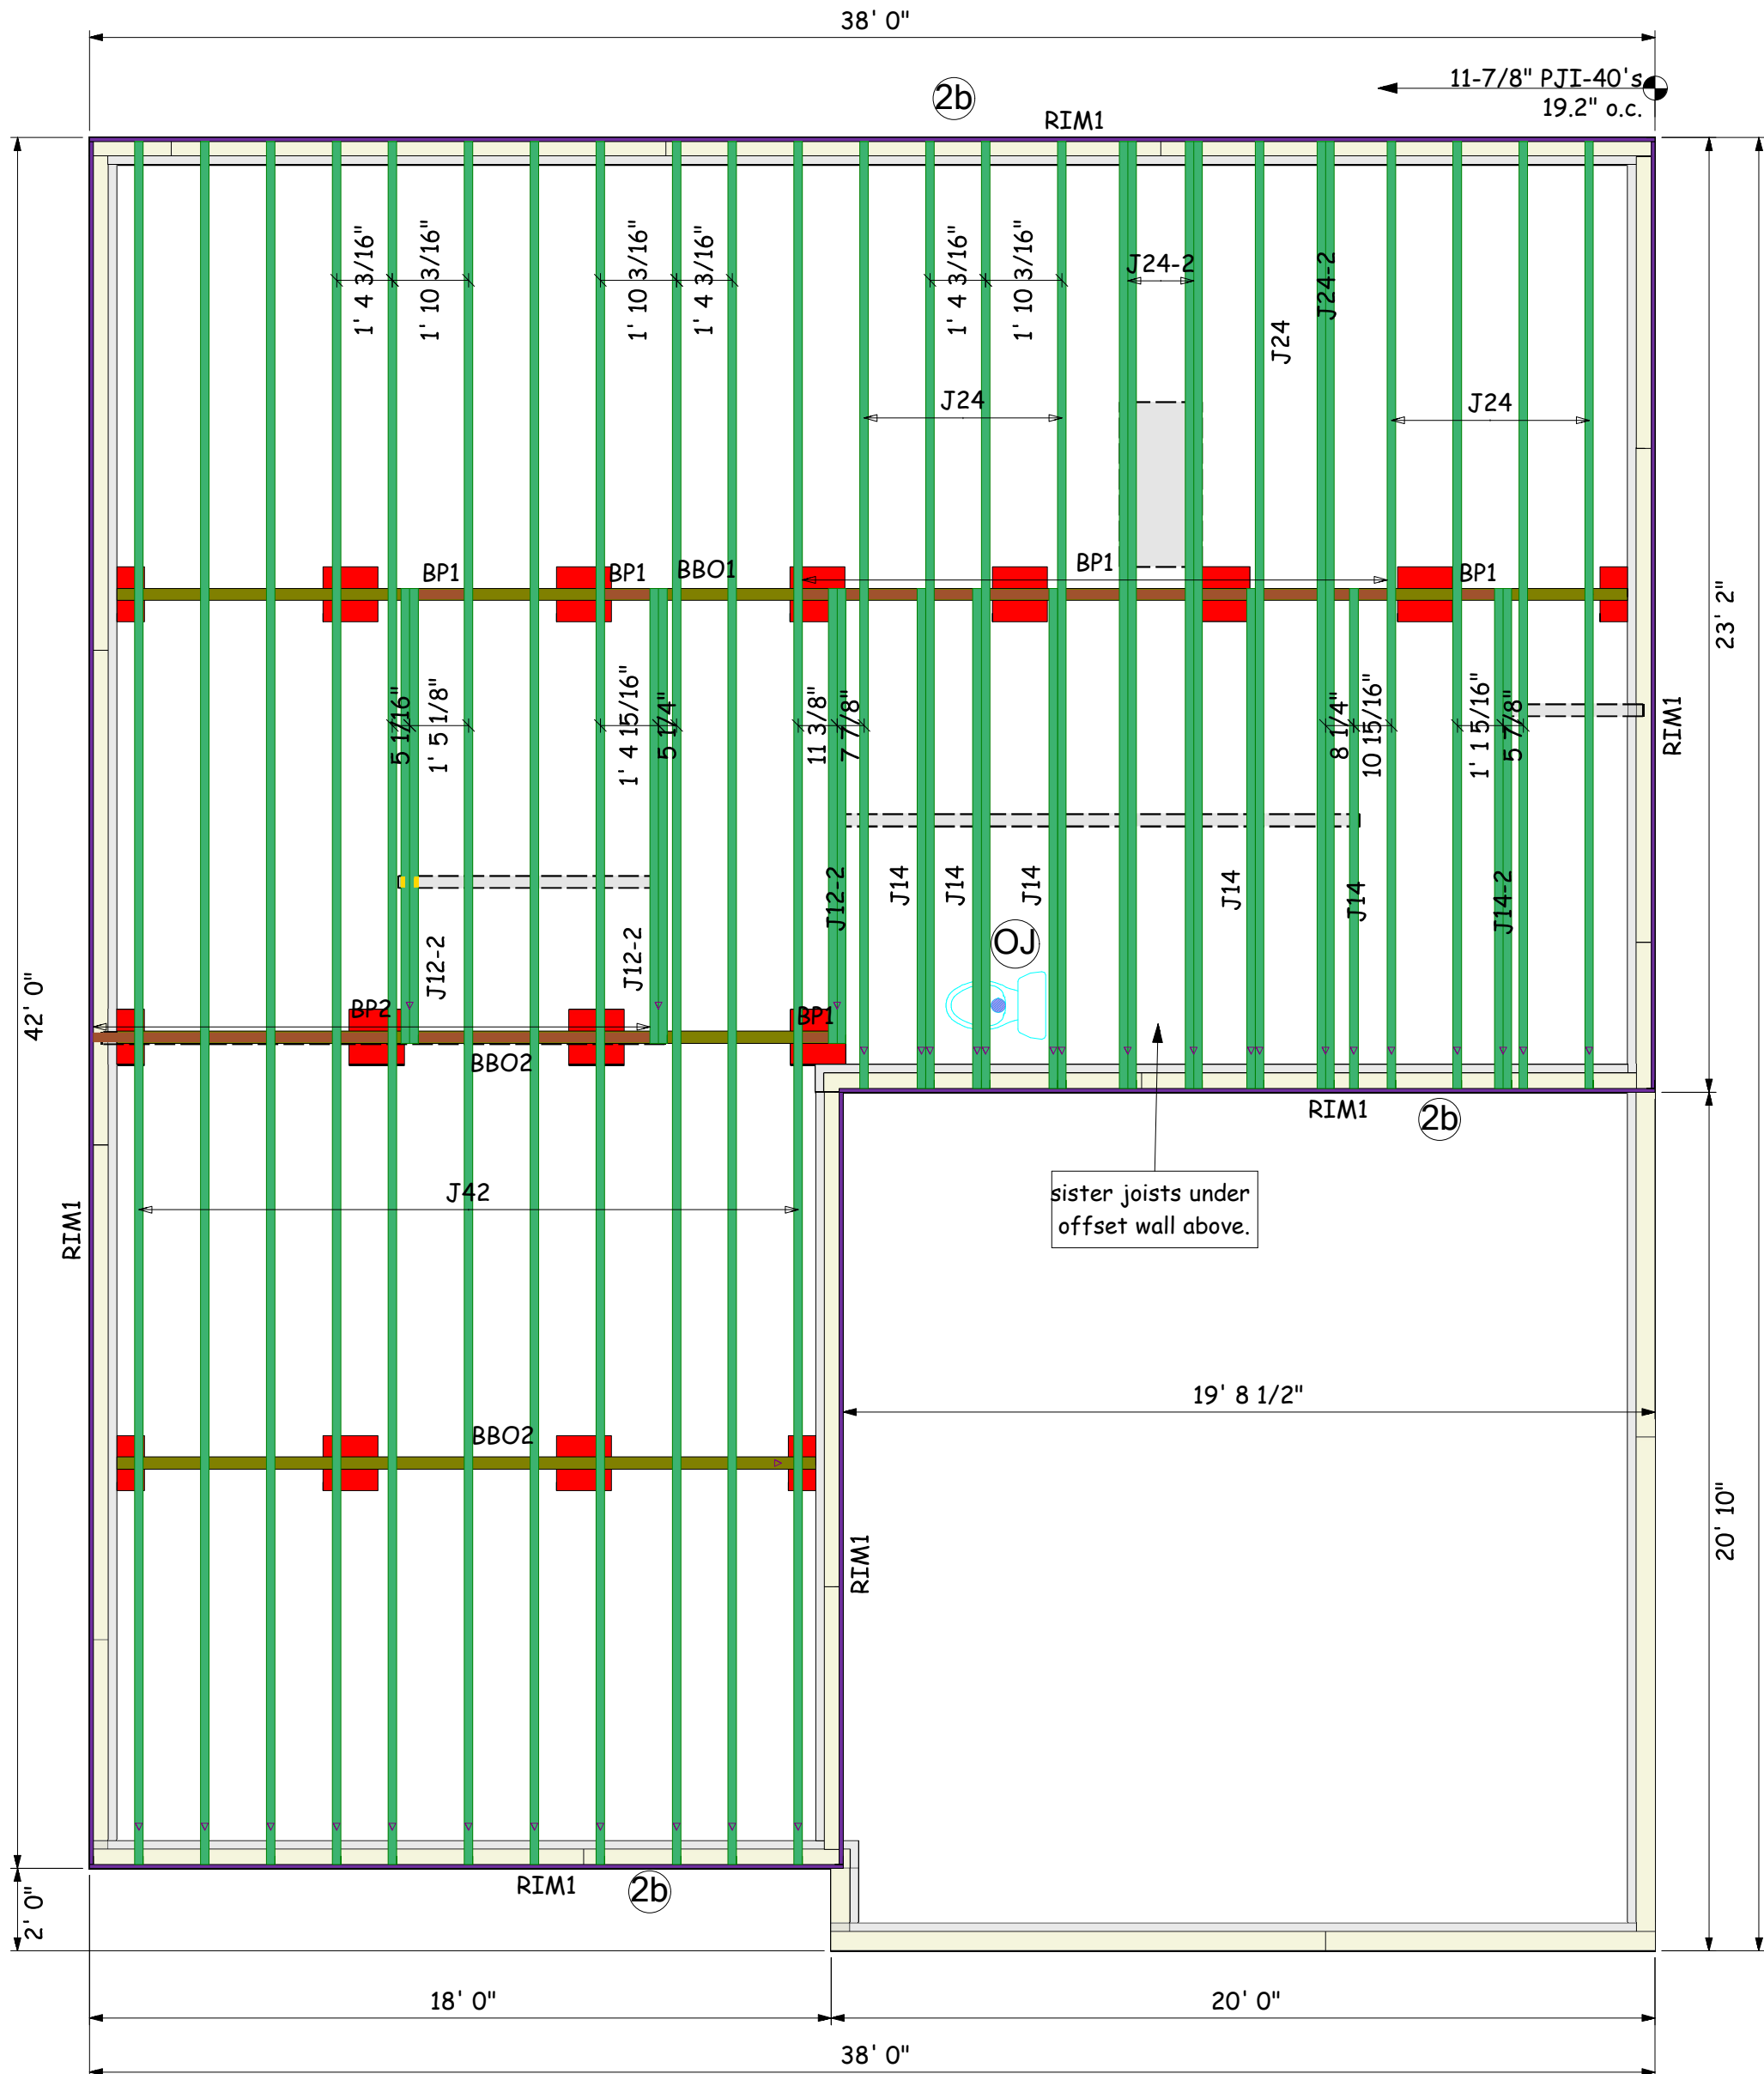 38' 0"
11-7/8" PJI-40's
19.2" o.c.
2b
RIM1
1' 4 3/16"
1' 10 3/16"
1' 10 3/16"
1' 4 3/16"
1' 4 3/16"
1' 10 3/16"
J24-2
J24-2
J24
J24
J24
BP1
BP1
BBO1
BP1
BP1
23' 2"
5 1/16"
1' 5 1/8"
1' 4 15/16"
5 1/4"
11 3/8"
7 7/8"
8 1/4"
10 15/16"
1' 1 5/16"
5 7/8"
RIM1
J12-2
J12-2
J12-2
J14
J14
J14
J14
J14
J14-2
OJ
42' 0"
BP2
BP1
BBO2
RIM1
2b
sister joists under
offset wall above.
J42
RIM1
19' 8 1/2"
BBO2
RIM1
20' 10"
RIM1
2b
2' 0"
18' 0"
20' 0"
38' 0"